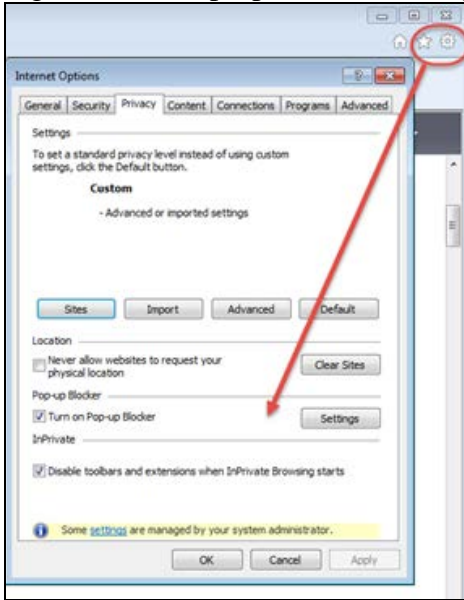 Internet Options
General Security Privacy Content Connections Programs Advanced
Settings
To set a standard privacy level instead of using custom
settings, click the Default button.
Custom
- Advanced or imported settings
Sites Import Advanced Default
Location
Never allow websites to request your
physical location
Clear Sites
Pop-up Blocker
Turn on Pop-up Blocker
Settings
InPrivate
Disable toolbars and extensions when InPrivate Browsing starts
Some settings are managed by your system administrator.
OK Cancel Apply